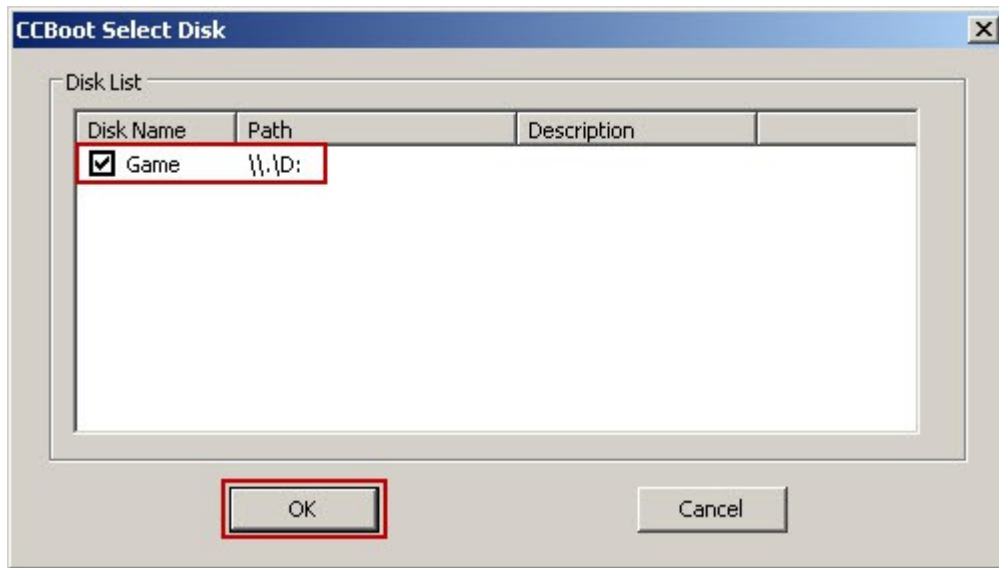 CCBoot Select Disk
Disk List
Disk Name Path Description
Game \\.\D:
OK Cancel